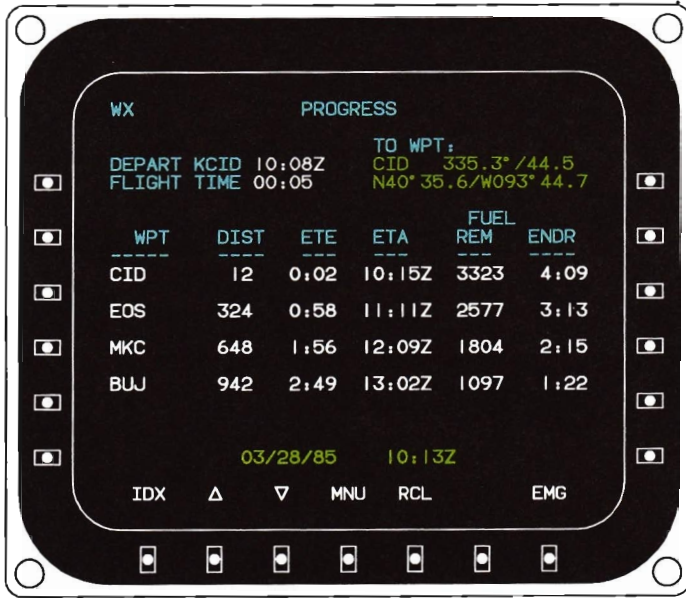 WX PROGRESS
TO WPT:
DEPART KCID 10:08Z CID 335.3°/44.5
FLIGHT TIME 00:05 N40°35.6/W093°44.7
FUEL
WPT DIST ETE ETA REM ENDR
CID 12 0:02 10:15Z 3323 4:09
EOS 324 0:58 11:11Z 2577 3:13
MKC 648 1:56 12:09Z 1804 2:15
BUJ 942 2:49 13:02Z 1097 1:22
03/28/85 10:13Z
IDX Δ ∇ MNU RCL EMG